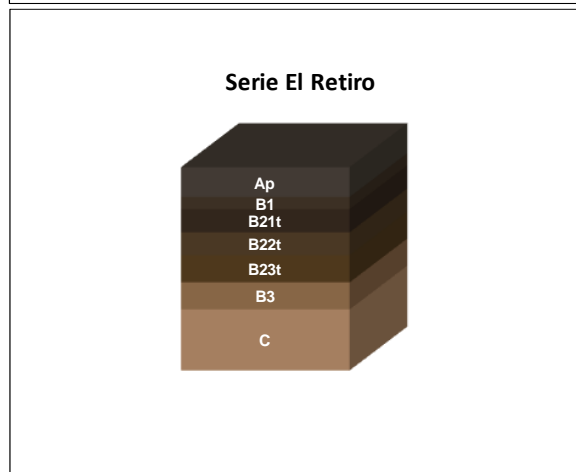 Serie El Retiro
Ap
B1
B21t
B22t
B23t
B3
C